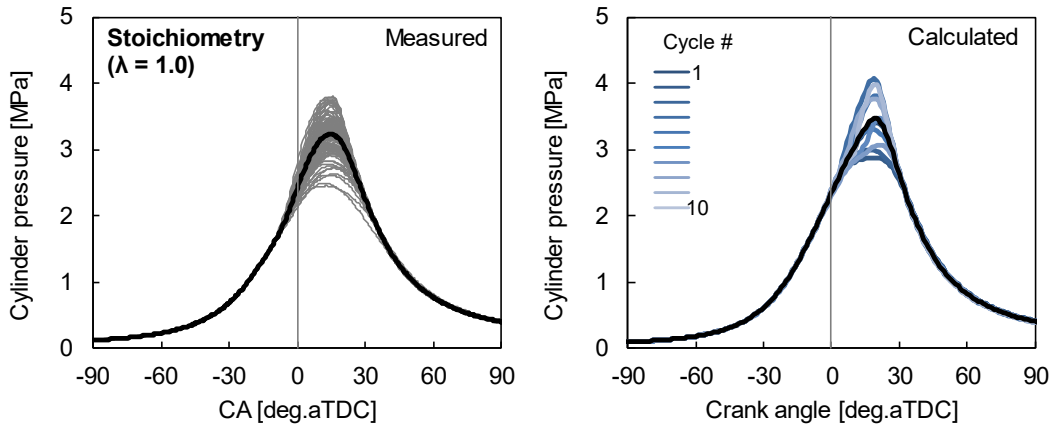 Stoichiometry
(λ = 1.0)
Measured
Cylinder pressure [MPa]
5
4
3
2
1
0
-90 -60 -30 0 30 60 90
CA [deg.aTDC]
Calculated
Cycle #
1
10
Cylinder pressure [MPa]
5
4
3
2
1
0
-90 -60 -30 0 30 60 90
Crank angle [deg.aTDC]